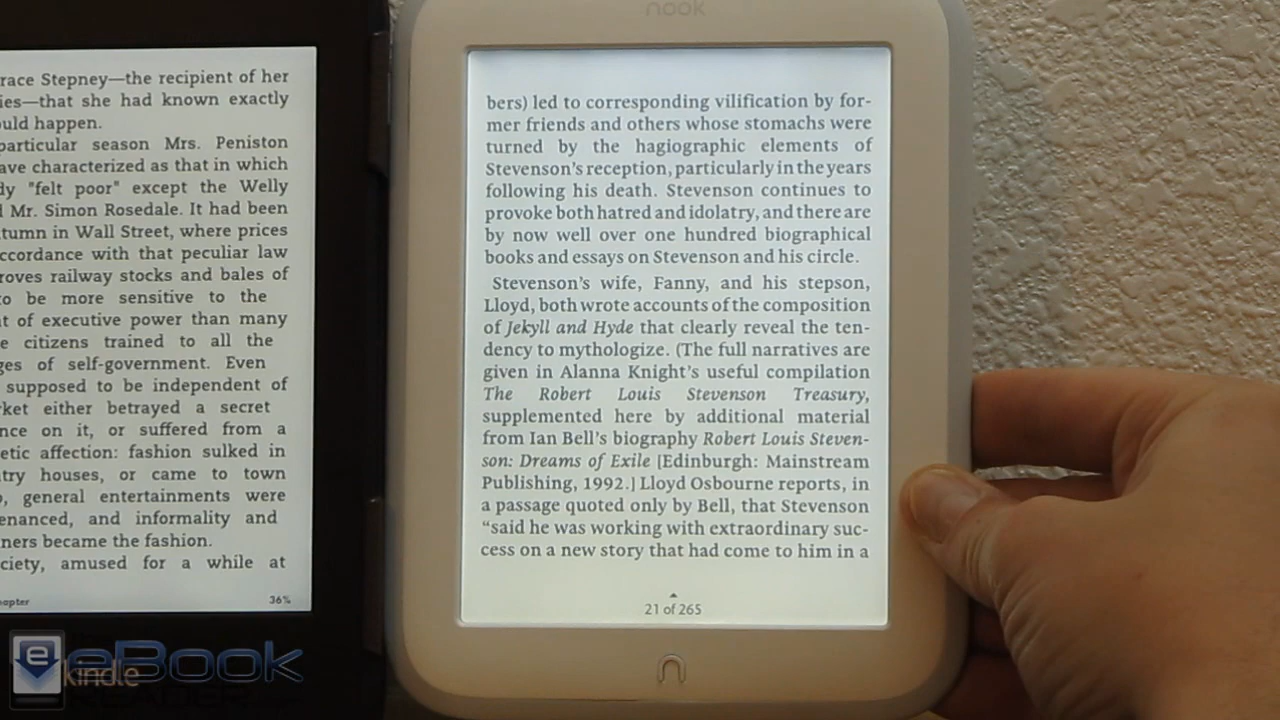 race Stepney—the recipient of her
ies—that she had known exactly
ould happen.
particular season Mrs. Peniston
ave characterized as that in which
dy "felt poor" except the Welly
d Mr. Simon Rosedale. It had been
utumn in Wall Street, where prices
ccordance with that peculiar law
proves railway stocks and bales of
to be more sensitive to the
nt of executive power than many
e citizens trained to all the
ges of self-government. Even
supposed to be independent of
rket either betrayed a secret
nce on it, or suffered from a
etic affection: fashion sulked in
try houses, or came to town
o, general entertainments were
enanced, and informality and
ners became the fashion.
ciety, amused for a while at
hapter 36%
kindle
eBook
READER
nook
bers) led to corresponding vilification by for-
mer friends and others whose stomachs were
turned by the hagiographic elements of
Stevenson's reception, particularly in the years
following his death. Stevenson continues to
provoke both hatred and idolatry, and there are
by now well over one hundred biographical
books and essays on Stevenson and his circle.
Stevenson's wife, Fanny, and his stepson,
Lloyd, both wrote accounts of the composition
of Jekyll and Hyde that clearly reveal the ten-
dency to mythologize. (The full narratives are
given in Alanna Knight's useful compilation
The Robert Louis Stevenson Treasury,
supplemented here by additional material
from Ian Bell's biography Robert Louis Steven-
son: Dreams of Exile [Edinburgh: Mainstream
Publishing, 1992.] Lloyd Osbourne reports, in
a passage quoted only by Bell, that Stevenson
“said he was working with extraordinary suc-
cess on a new story that had come to him in a
21 of 265